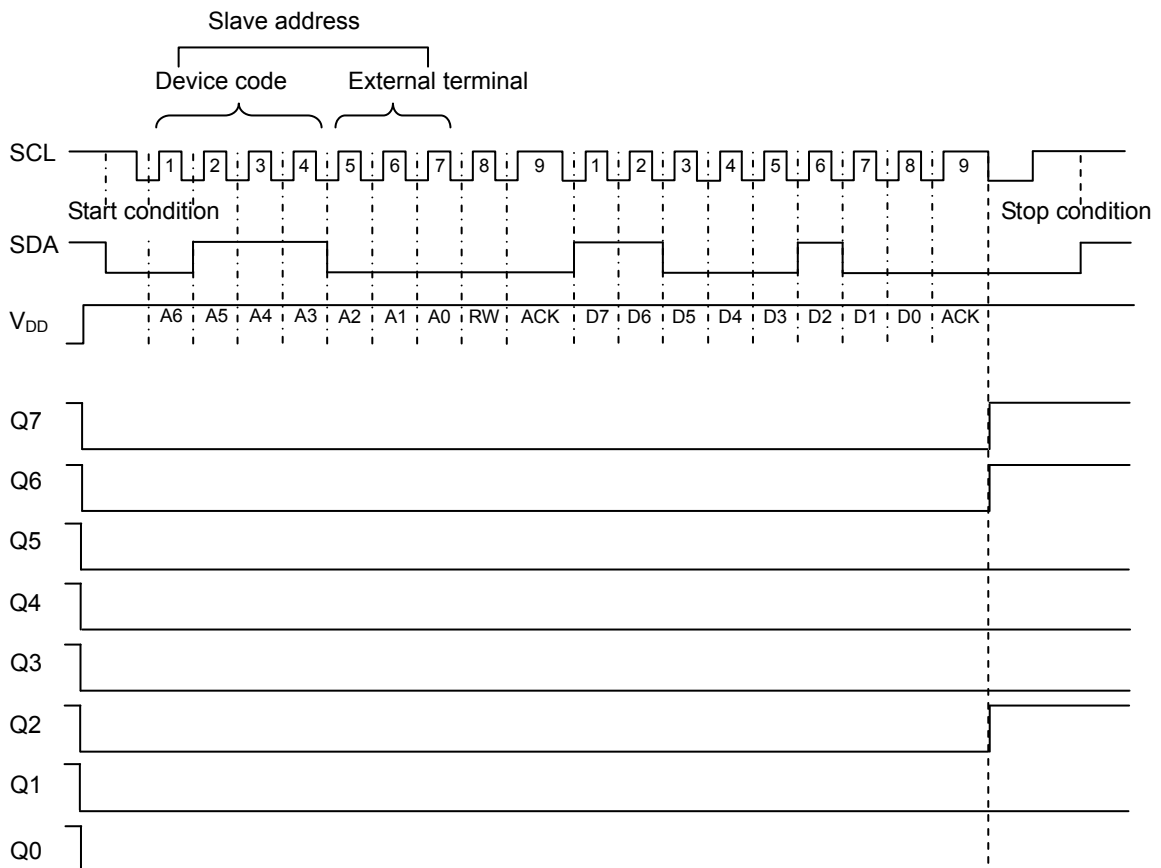 Slave address
Device code External terminal
SCL 1 2 3 4 5 6 7 8 9 1 2 3 4 5 6 7 8 9
Start condition Stop condition
SDA
VDD A6 A5 A4 A3 A2 A1 A0 RW ACK D7 D6 D5 D4 D3 D2 D1 D0 ACK
Q7
Q6
Q5
Q4
Q3
Q2
Q1
Q0